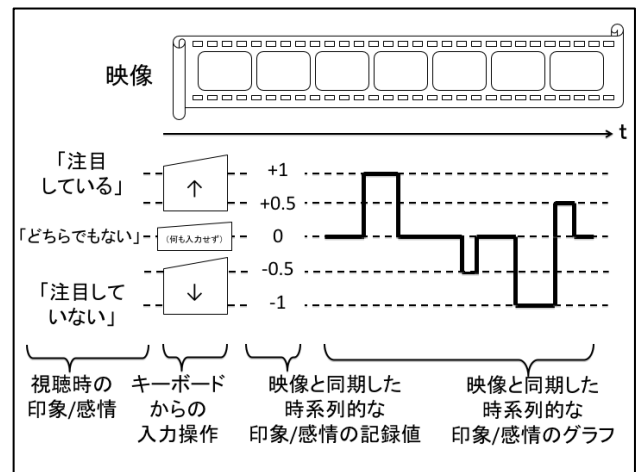 映像
t
「注目
している」
「どちらでもない」
「注目して
いない」
↑
(何も入力せず)
↓
+1
+0.5
0
-0.5
-1
視聴時の
印象/感情
キーボード
からの
入力操作
映像と同期した
時系列的な
印象/感情の記録値
映像と同期した
時系列的な
印象/感情のグラフ